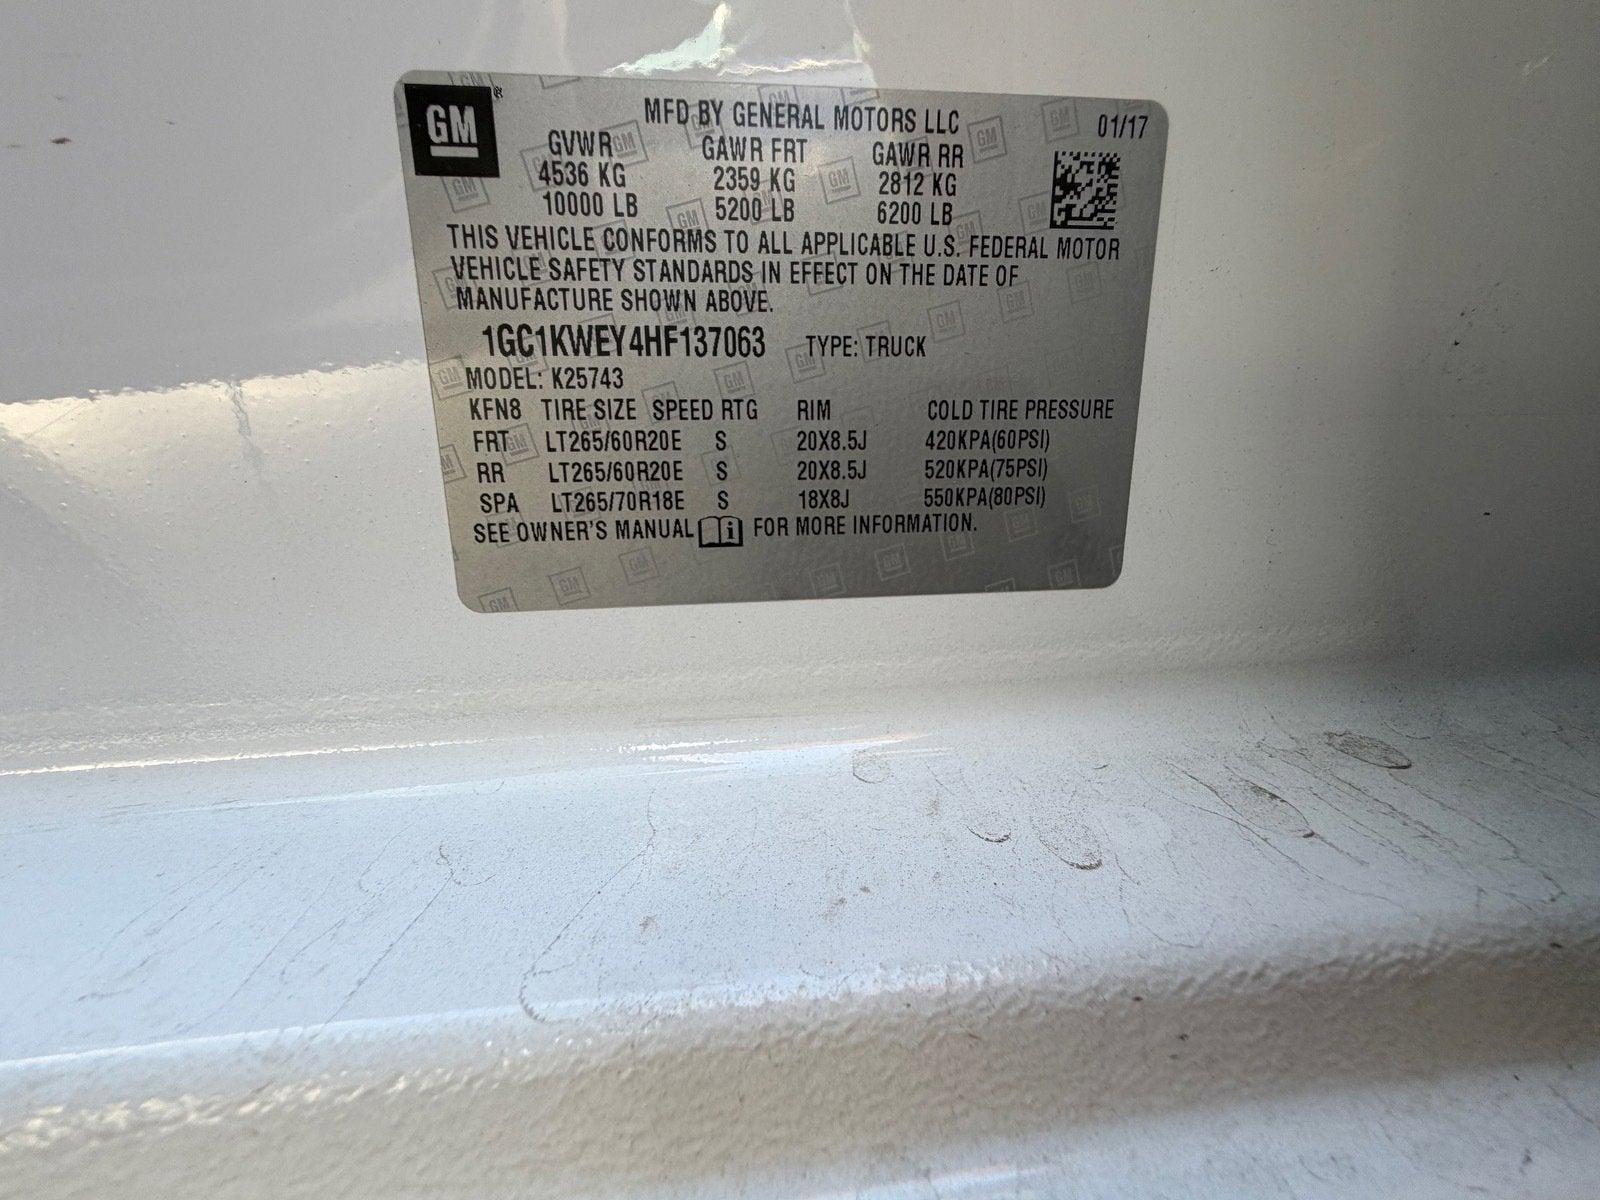 GM
MFD BY GENERAL MOTORS LLC 01/17
GVWR GAWR FRT GAWR RR
4536 KG 2359 KG 2812 KG
10000 LB 5200 LB 6200 LB
THIS VEHICLE CONFORMS TO ALL APPLICABLE U.S. FEDERAL MOTOR
VEHICLE SAFETY STANDARDS IN EFFECT ON THE DATE OF
MANUFACTURE SHOWN ABOVE.
1GC1KWEY4HF137063 TYPE: TRUCK
MODEL: K25743
KFN8 TIRE SIZE SPEED RTG RIM COLD TIRE PRESSURE
FRT LT265/60R20E S 20X8.5J 420KPA(60PSI)
RR LT265/60R20E S 20X8.5J 520KPA(75PSI)
SPA LT265/70R18E S 18X8J 550KPA(80PSI)
SEE OWNER'S MANUAL i FOR MORE INFORMATION.